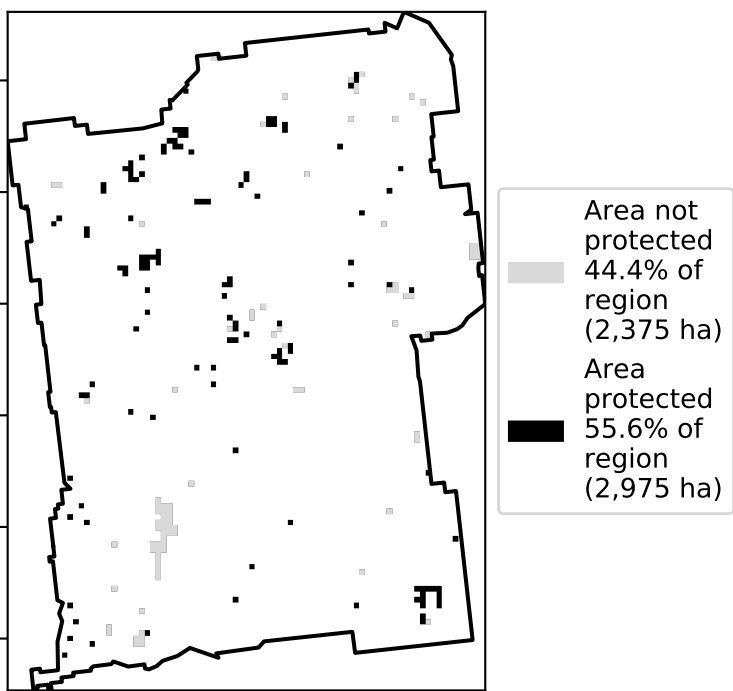 Area not
protected
44.4% of
region
(2,375 ha)
Area
protected
55.6% of
region
(2,975 ha)